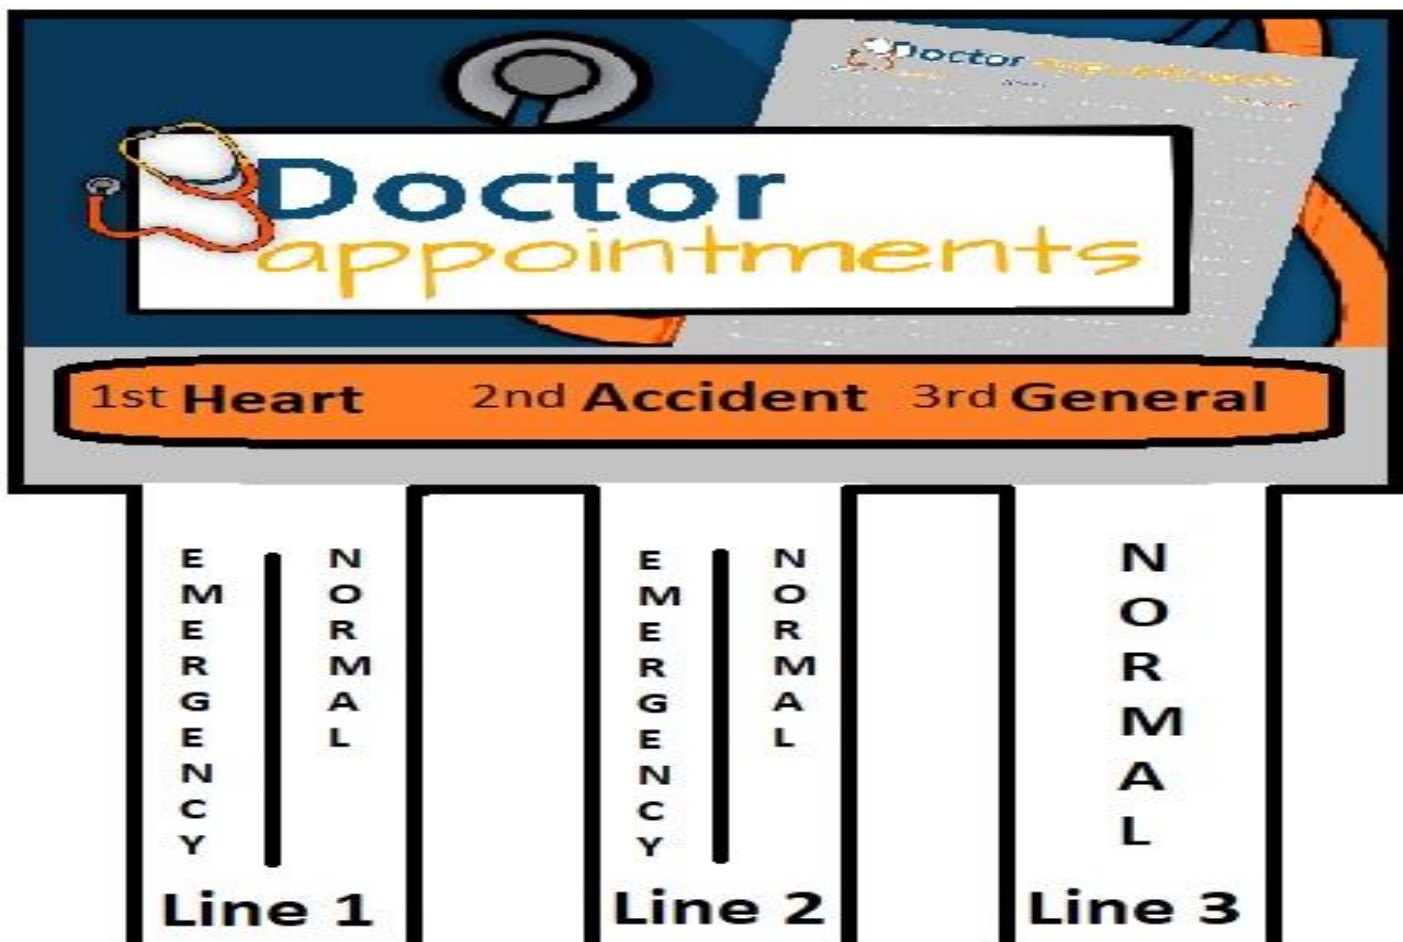 Doctor
Doctor
appointments
1st Heart 2nd Accident 3rd General
EMERGENCY
NORMAL
EMERGENCY
NORMAL
NORMAL
Line 1
Line 2
Line 3